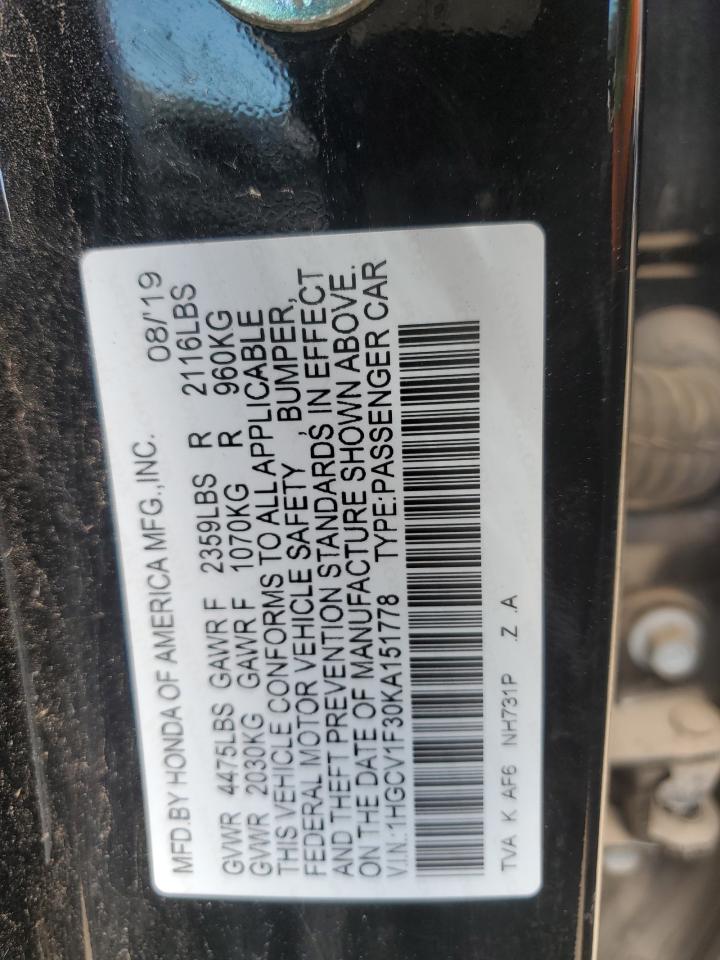 MFD.BY HONDA OF AMERICA MFG.,INC. 08/'19
GVWR 4475LBS GAWR F 2359LBS R 2116LBS
GVWR 2030KG GAWR F 1070KG R 960KG
THIS VEHICLE CONFORMS TO ALL APPLICABLE
FEDERAL MOTOR VEHICLE SAFETY , BUMPER,
AND THEFT PREVENTION STANDARDS IN EFFECT
ON THE DATE OF MANUFACTURE SHOWN ABOVE.
V.I.N.:1HGCV1F30KA151778 TYPE:PASSENGER CAR
TVA K AF6 NH731P .Z .A